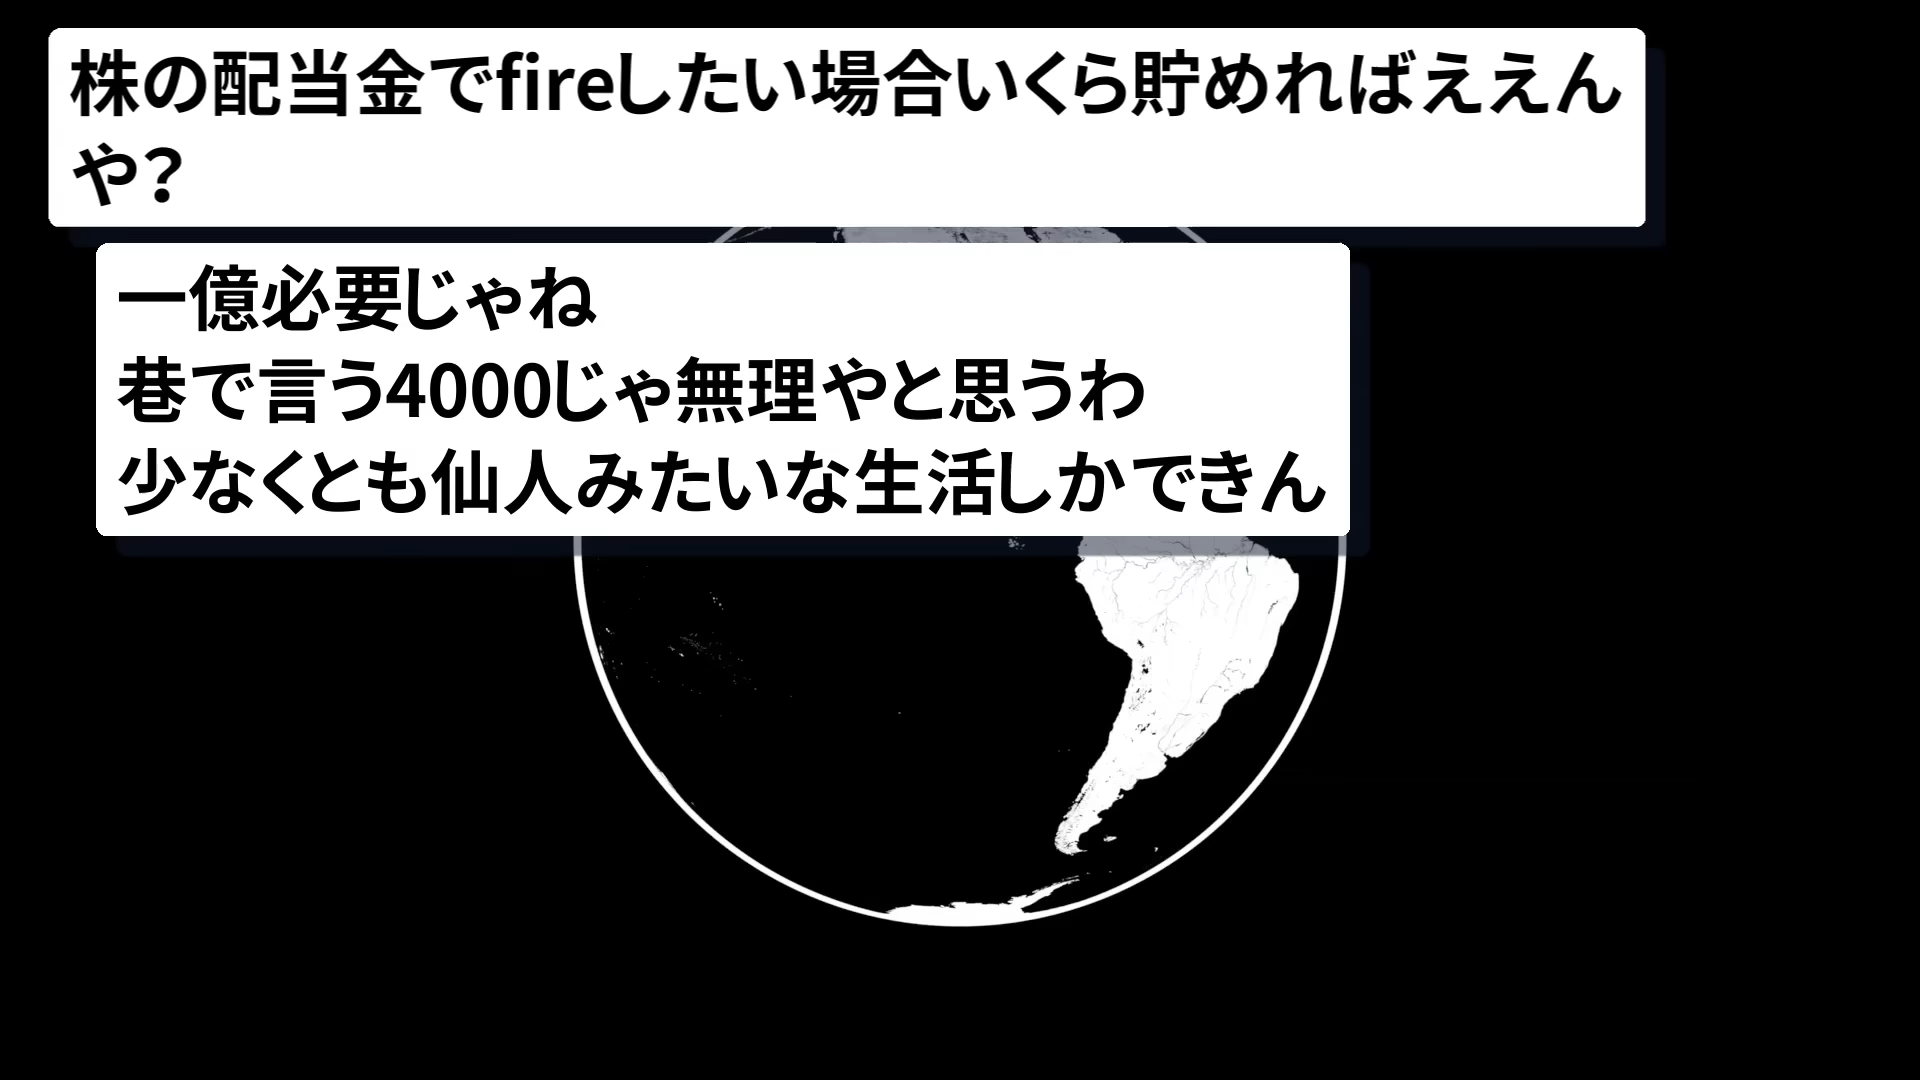 株の配当金でfireしたい場合いくら貯めればええん
や？
一億必要じゃね
巷で言う4000じゃ無理やと思うわ
少なくとも仙人みたいな生活しかできん